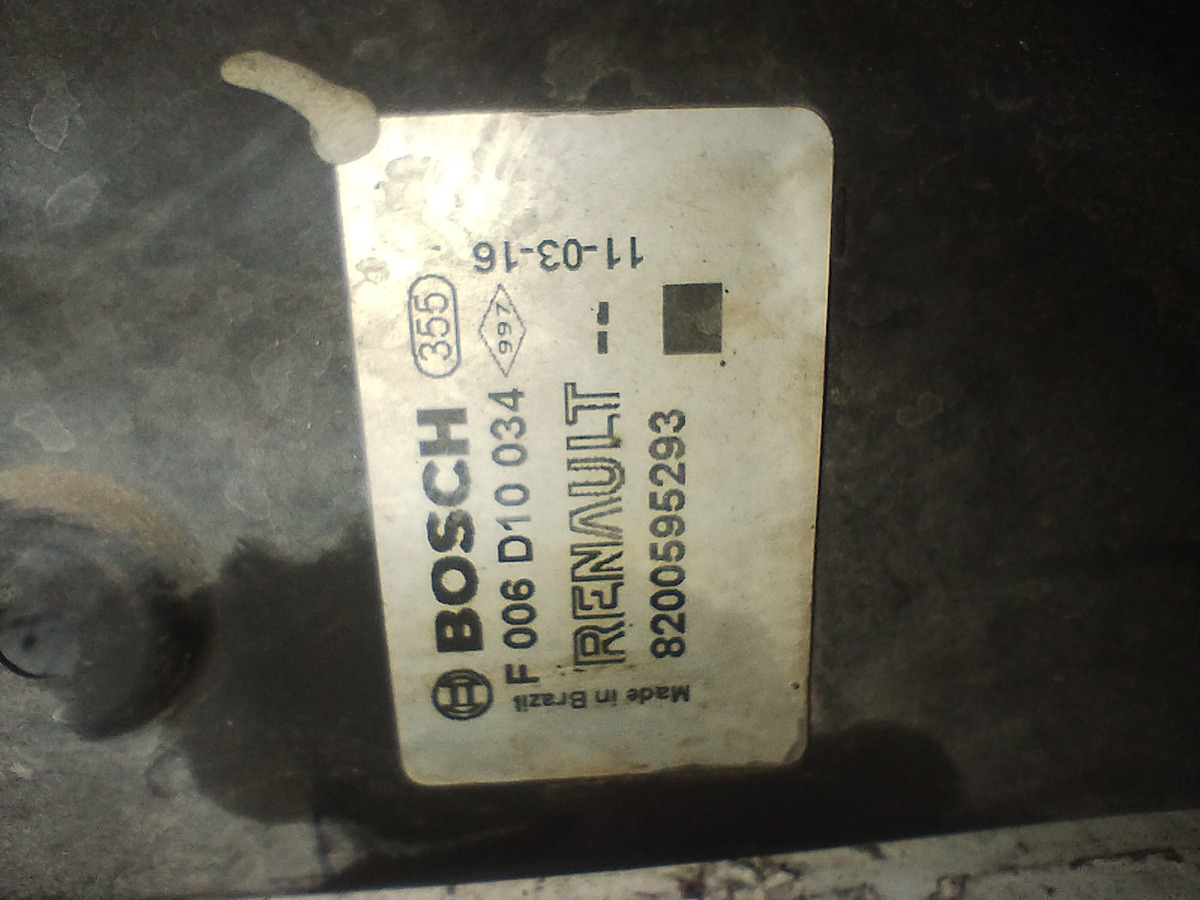 BOSCH 355
F 006 D10 034 997
RENAULT --
8200595293
Made in Brazil
11-03-16